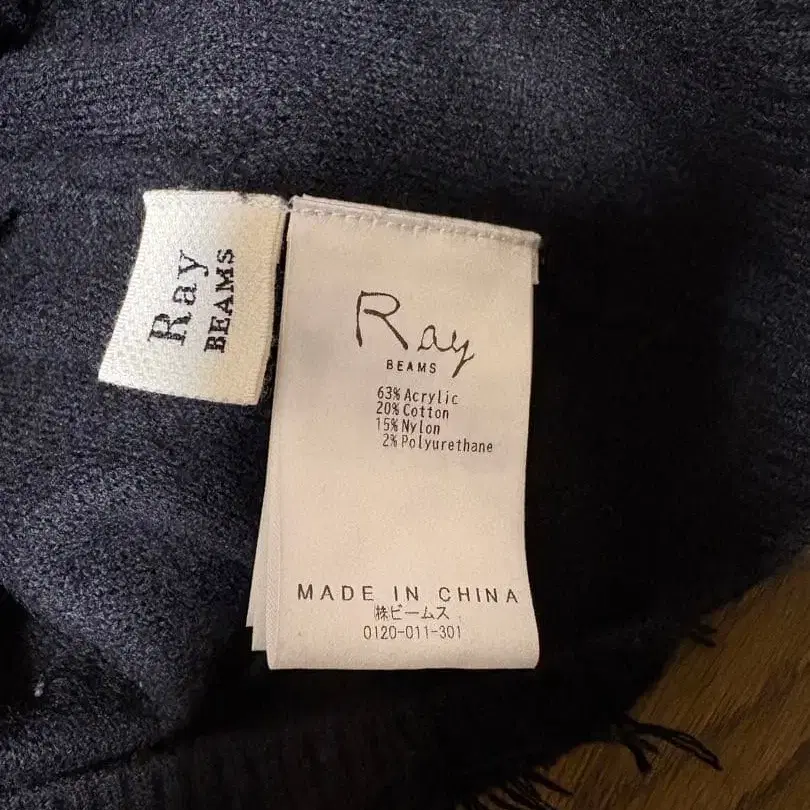 Ray
BEAMS
Ray
BEAMS
63% Acrylic
20% Cotton
15% Nylon
2% Polyurethane
MADE IN CHINA
㈱ビームス
0120-011-301